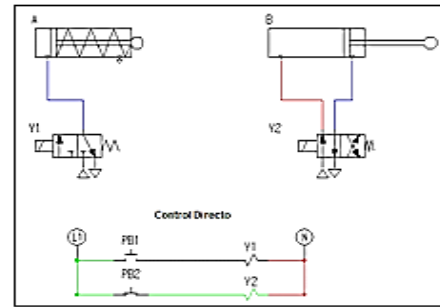 A
B
Y1
Y2
Control Directo
L1
N
PB1
Y1
PB2
Y2